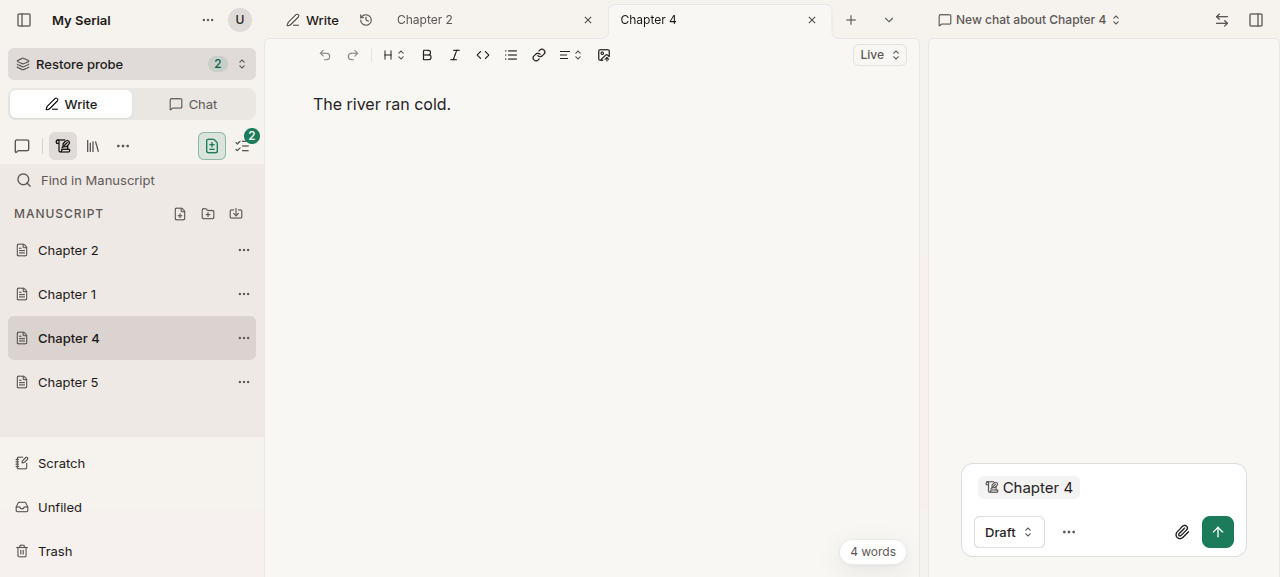 My Serial
U
Restore probe
2
Write
Chat
2
Find in Manuscript
MANUSCRIPT
Chapter 2
Chapter 1
Chapter 4
Chapter 5
Scratch
Unfiled
Trash
Write
Chapter 2
Chapter 4
H
B
I
Live
The river ran cold.
4 words
New chat about Chapter 4
Chapter 4
Draft